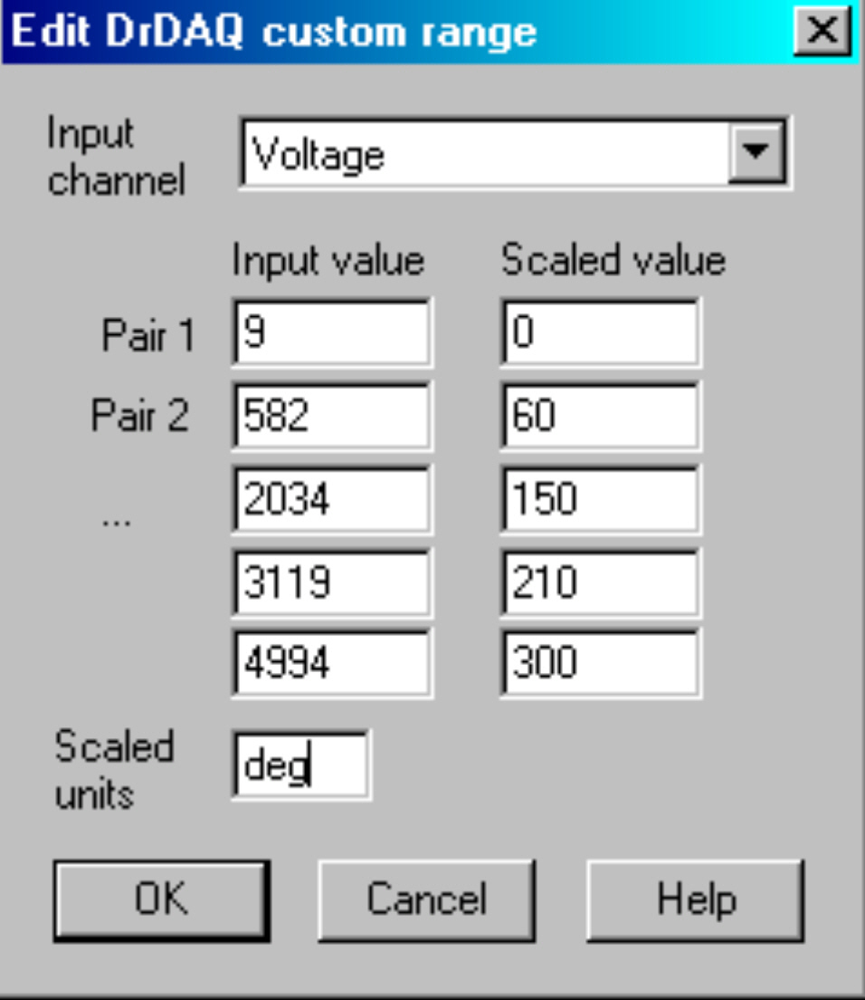 Edit DrDAQ custom range
Input
channel
Voltage
Input value Scaled value
Pair 1 9 0
Pair 2 582 60
... 2034 150
3119 210
4994 300
Scaled
units
deg
OK Cancel Help